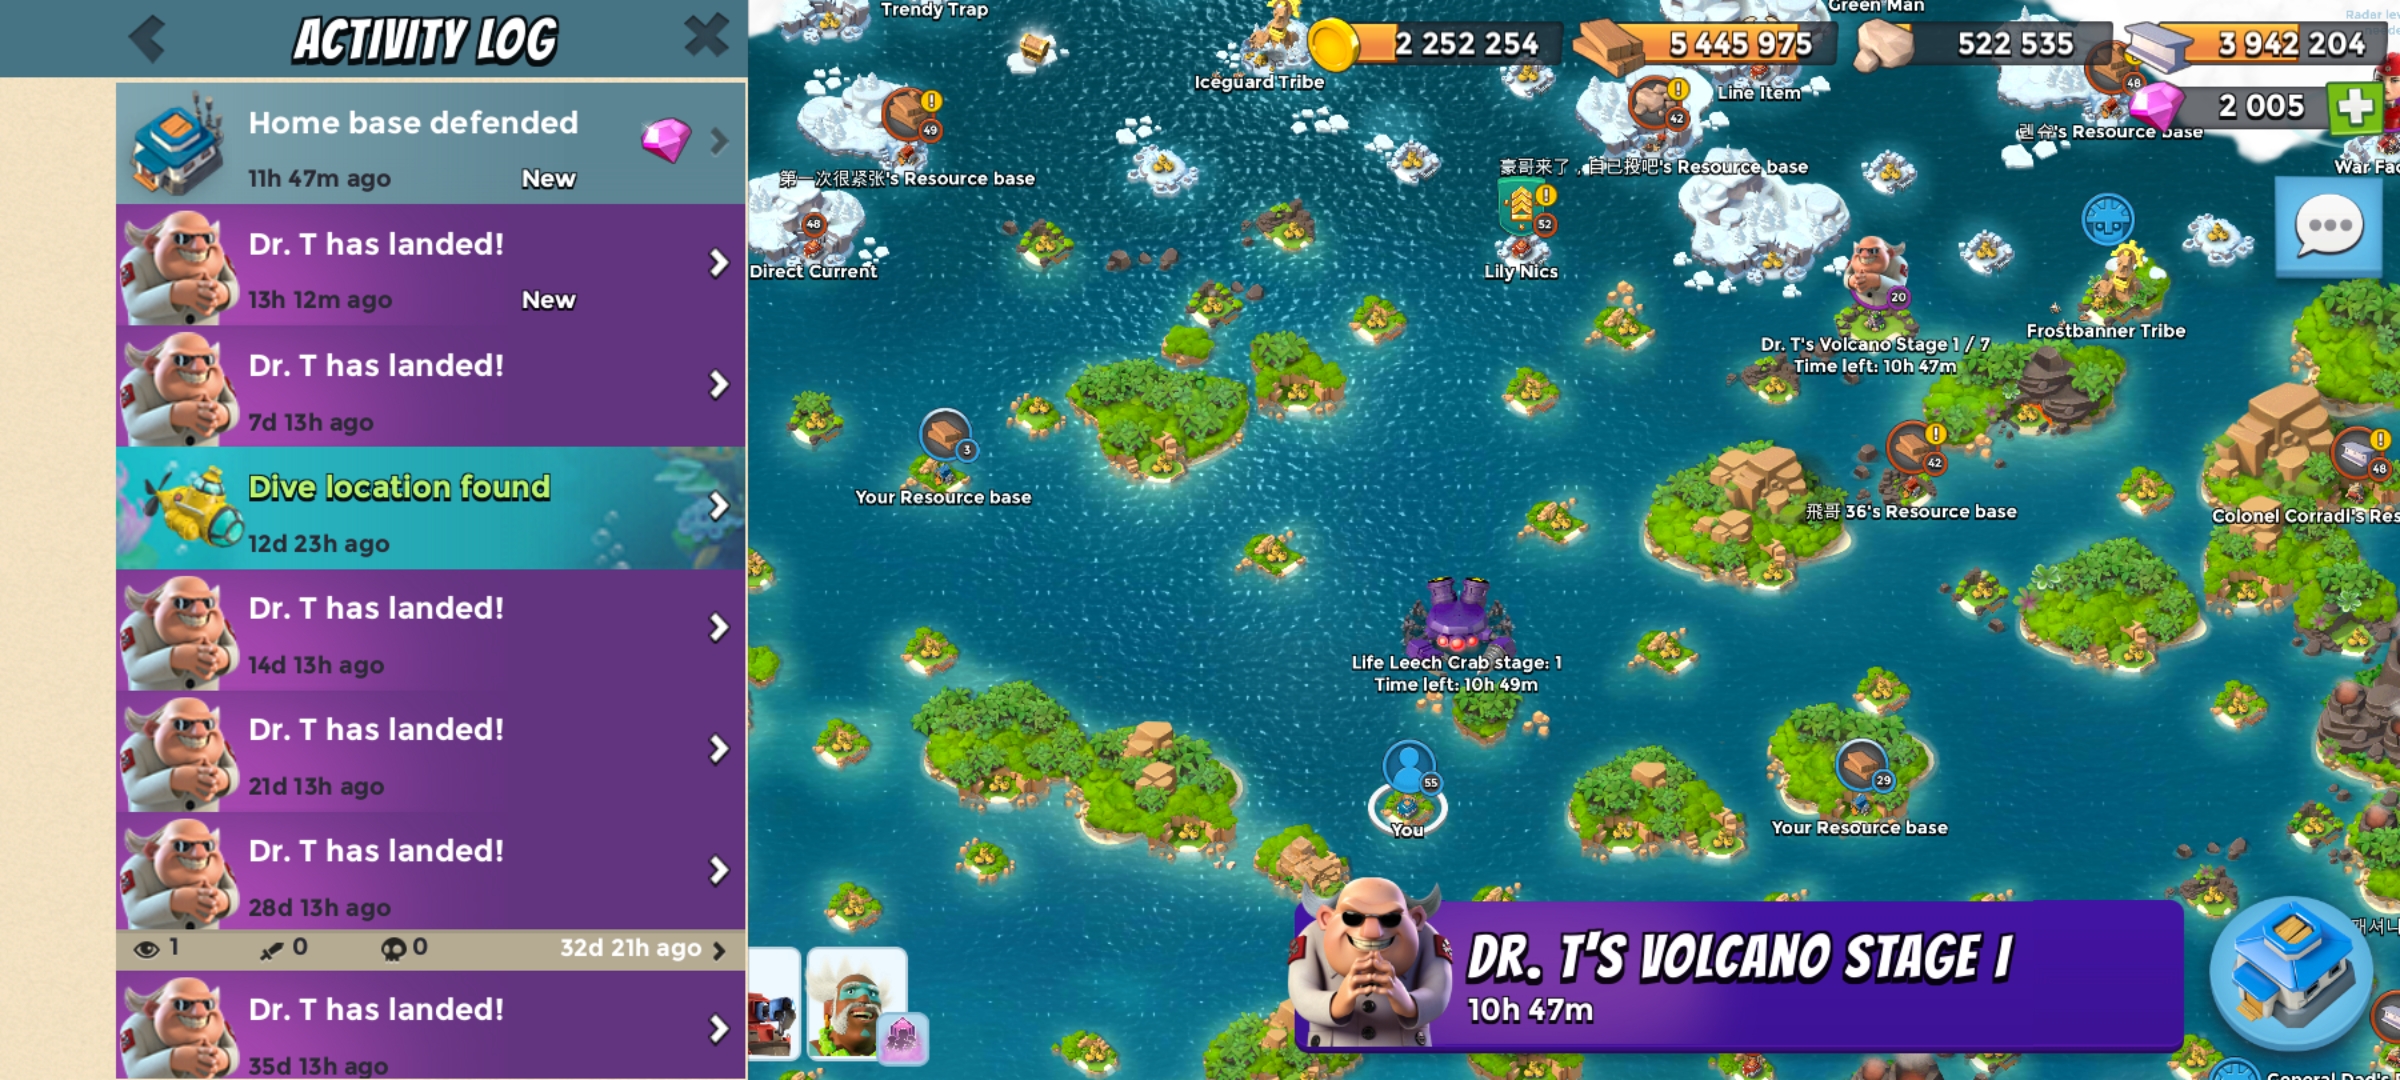 ACTIVITY LOG
Home base defended
11h 47m ago
New
Dr. T has landed!
13h 12m ago
New
Dr. T has landed!
7d 13h ago
Dive location found
12d 23h ago
Dr. T has landed!
14d 13h ago
Dr. T has landed!
21d 13h ago
Dr. T has landed!
28d 13h ago
1
0
0
32d 21h ago
Dr. T has landed!
35d 13h ago
Trendy Trap
Green Man
2 252 254
5 445 975
522 535
3 942 204
2 005
Iceguard Tribe
Line Item
49
42
48
第一次很紧张's Resource base
豪哥来了，自己投吧's Resource base
렌슈's Resource base
War Fac
48
Direct Current
52
Lily Nics
20
Dr. T's Volcano Stage 1 / 7
Time left: 10h 47m
Frostbanner Tribe
3
Your Resource base
42
飛哥 36's Resource base
48
Colonel Corradl's Res
Life Leech Crab stage: 1
Time left: 10h 49m
55
You
29
Your Resource base
DR. T'S VOLCANO STAGE 1
10h 47m
General Dad's